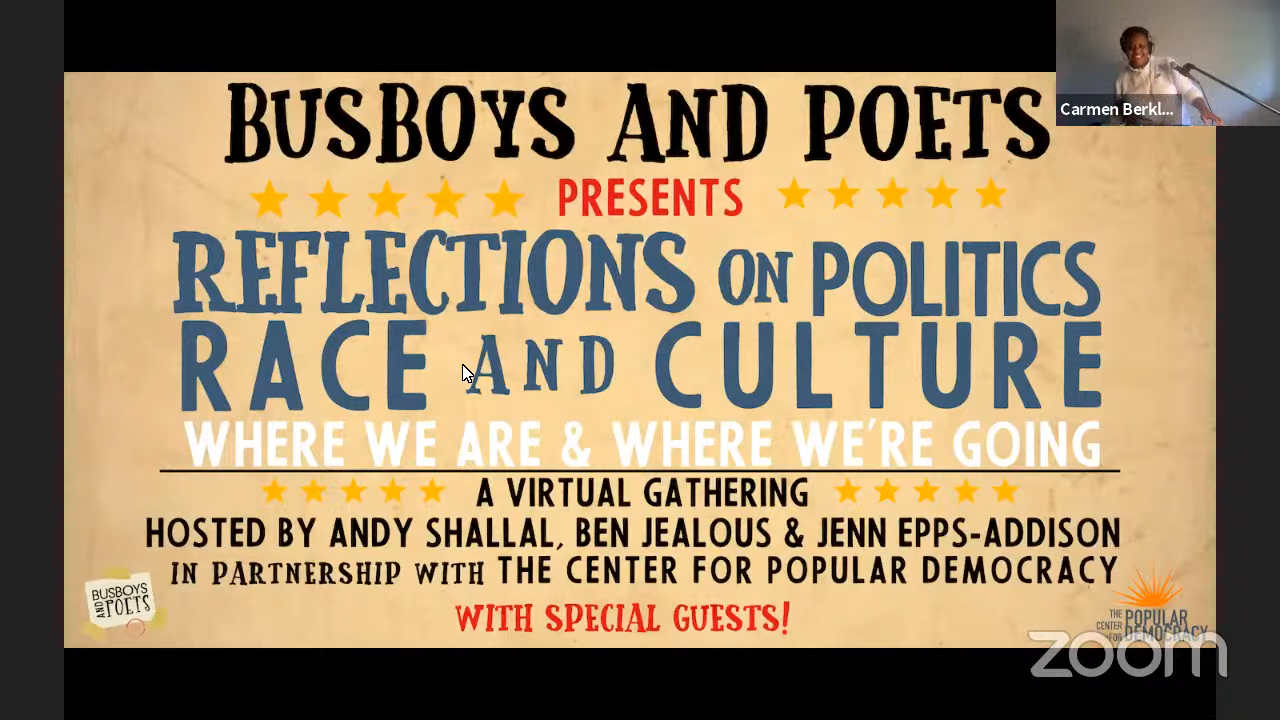 BUSBOYS AND POETS
PRESENTS
REFLECTIONS ON POLITICS
RACE AND CULTURE
WHERE WE ARE & WHERE WE'RE GOING
A VIRTUAL GATHERING
HOSTED BY ANDY SHALLAL, BEN JEALOUS & JENN EPPS-ADDISON
IN PARTNERSHIP WITH THE CENTER FOR POPULAR DEMOCRACY
WITH SPECIAL GUESTS!
Carmen Berkl...
BUSBOYS
AND POETS
THE CENTER FOR POPULAR DEMOCRACY
zoom